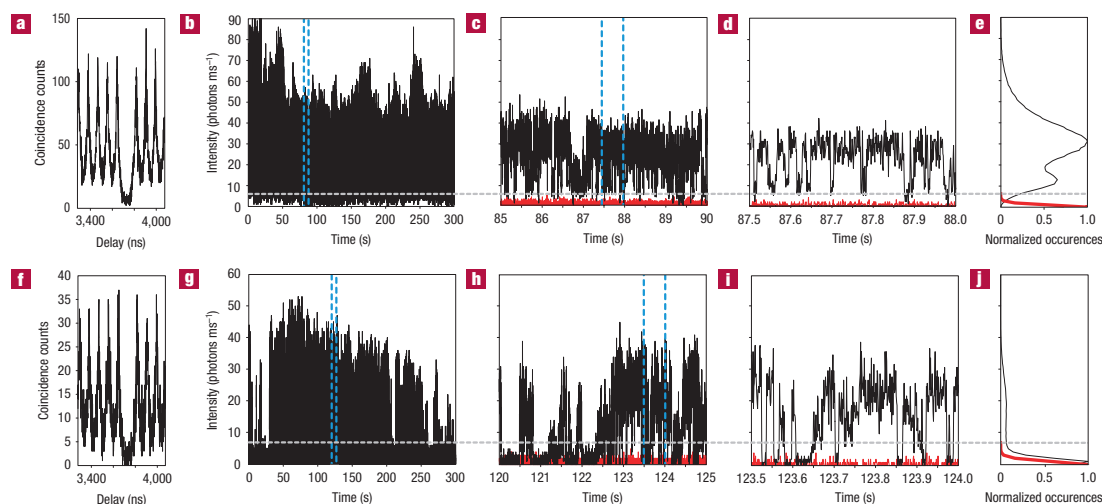 a b c d e
Coincidence counts
150
100
50
0
3,400 4,000
Delay (ns)
Intensity (photons ms⁻¹)
90
80
70
60
50
40
30
20
10
0
0 50 100 150 200 250 300
Time (s)
85 86 87 88 89 90
Time (s)
87.5 87.6 87.7 87.8 87.9 88.0
Time (s)
0 0.5 1.0
Normalized occurences
f g h i j
Coincidence counts
40
35
30
25
20
15
10
5
0
3,400 4,000
Delay (ns)
Intensity (photons ms⁻¹)
60
50
40
30
20
10
0
0 50 100 150 200 250 300
Time (s)
120 121 122 123 124 125
Time (s)
123.5 123.6 123.7 123.8 123.9 124.0
Time (s)
0 0.5 1.0
Normalized occurences